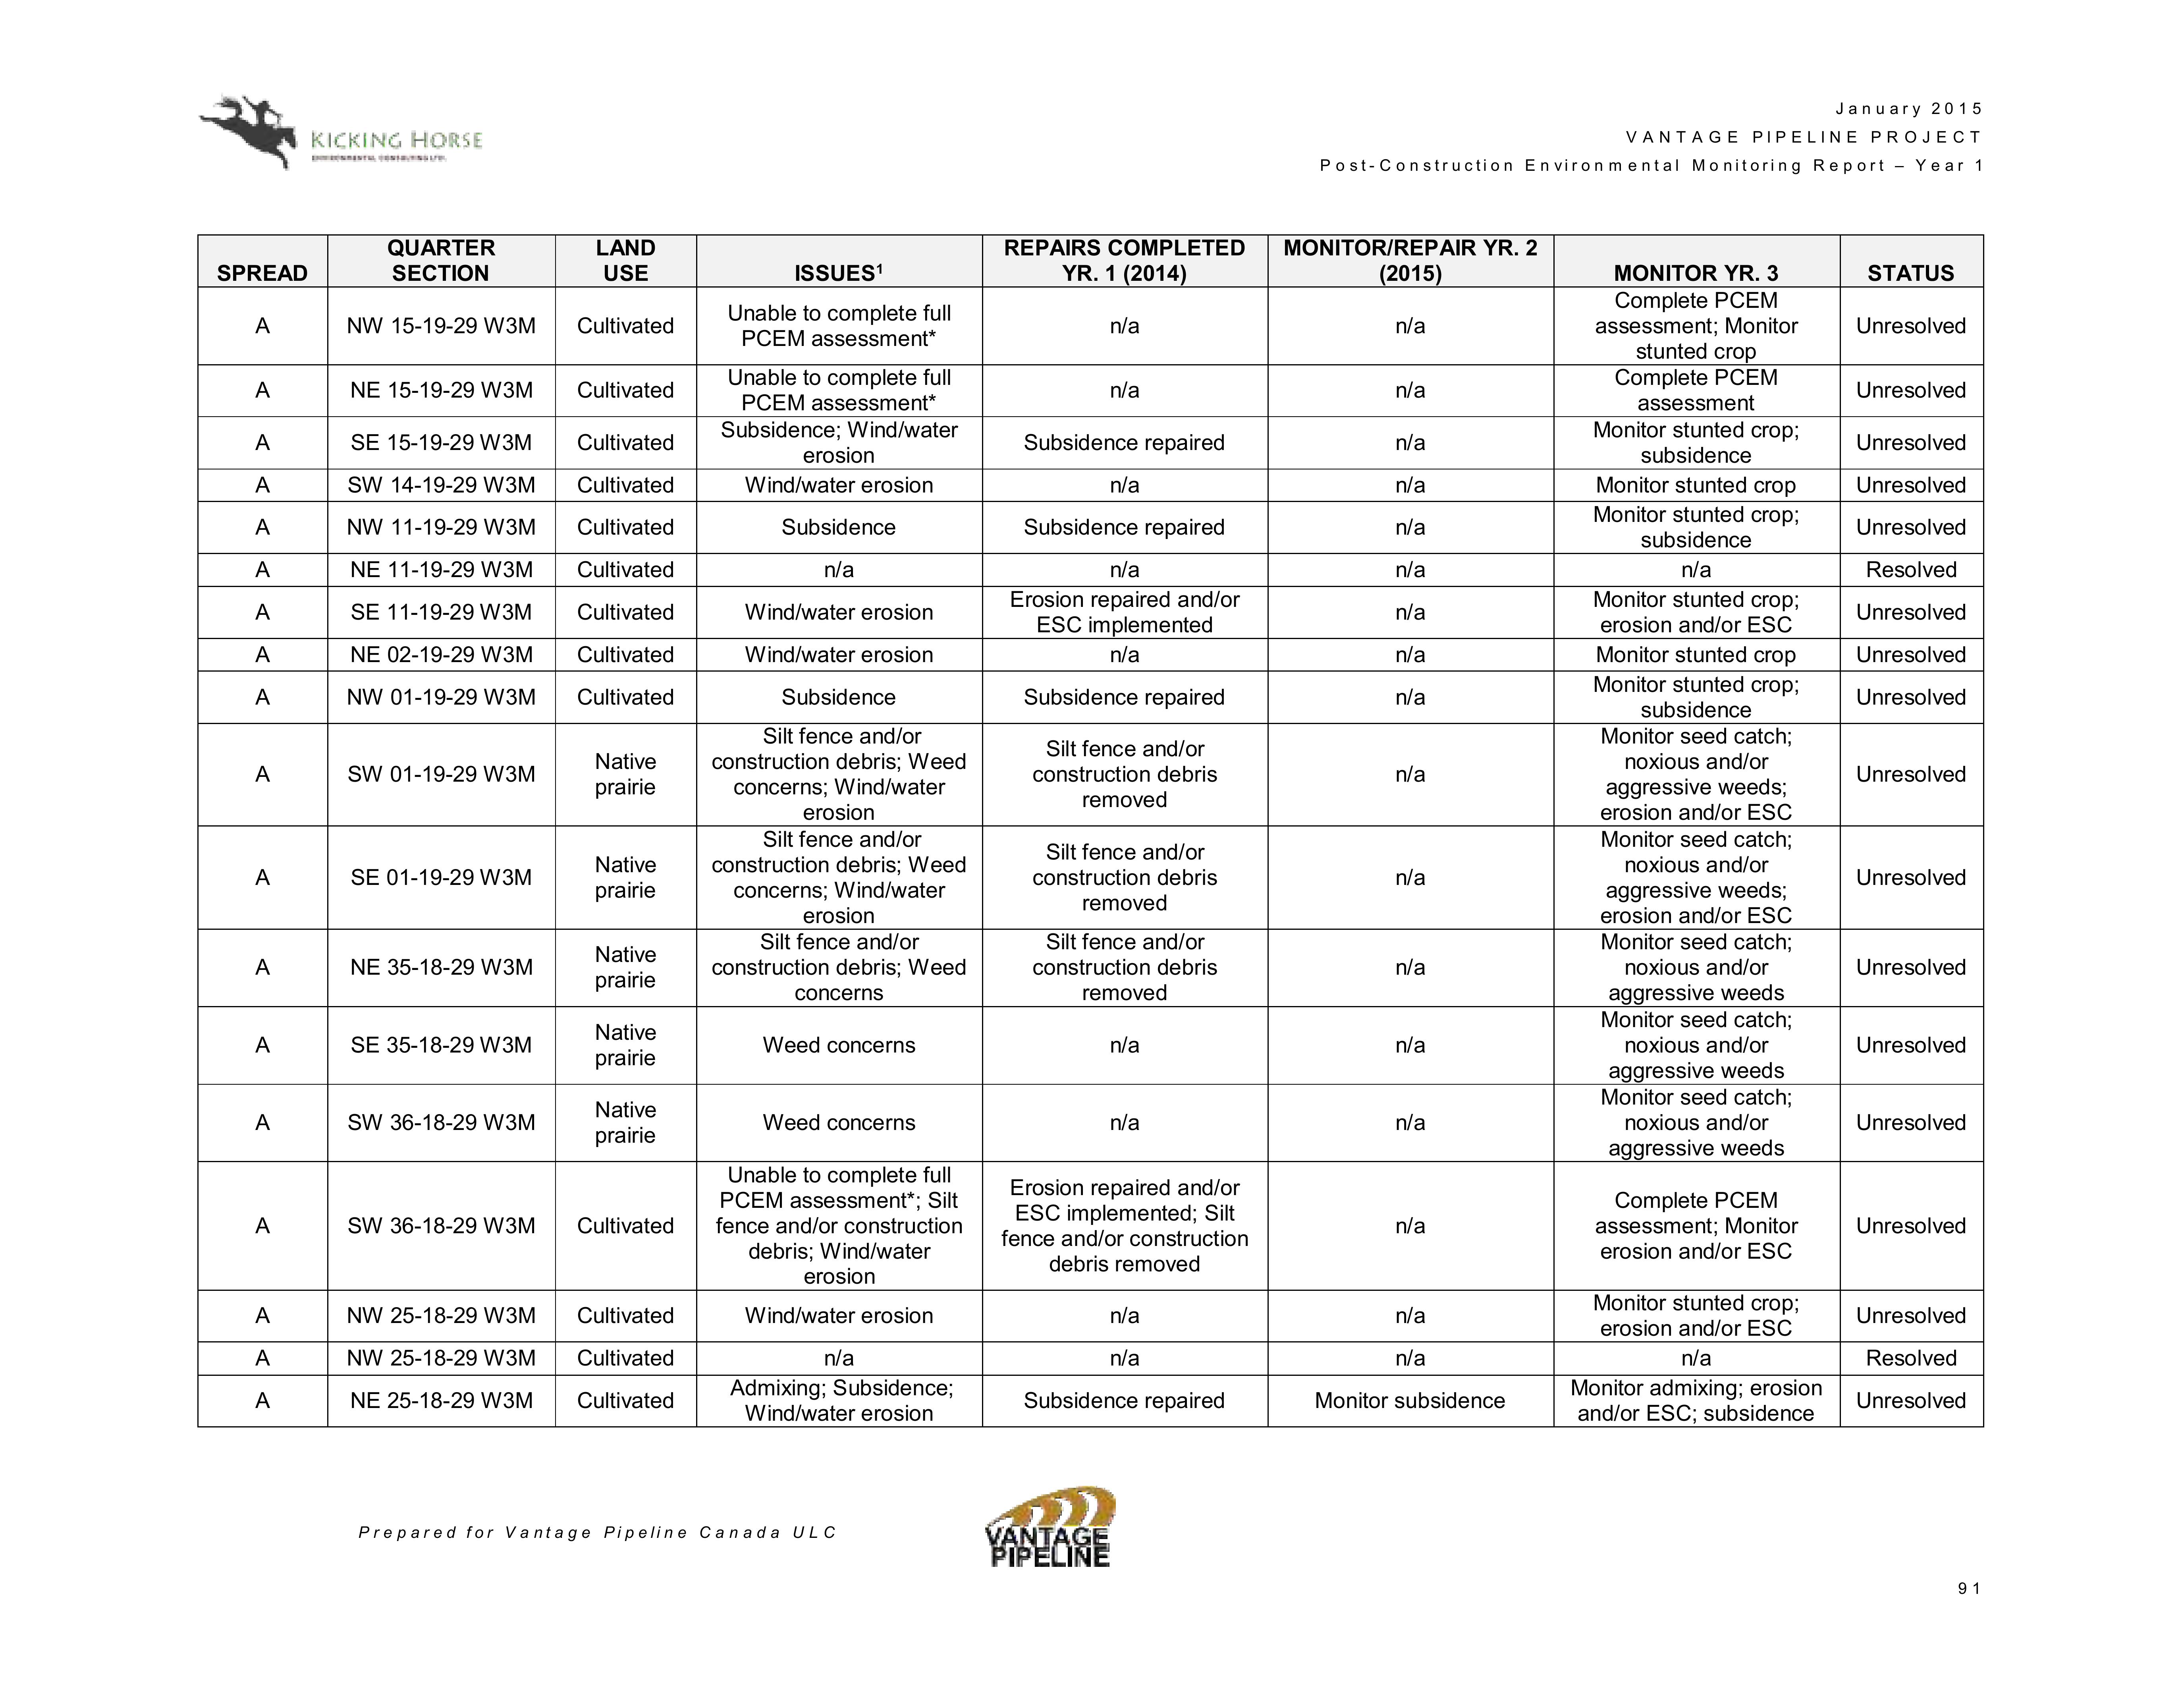 January 2015
VANTAGE PIPELINE PROJECT
Post-Construction Environmental Monitoring Report – Year 1
KICKING HORSE
ENVIRONMENTAL CONSULTING LTD.
SPREAD QUARTER SECTION LAND USE ISSUES¹ REPAIRS COMPLETED YR. 1 (2014) MONITOR/REPAIR YR. 2 (2015) MONITOR YR. 3 STATUS
A NW 15-19-29 W3M Cultivated Unable to complete full PCEM assessment* n/a n/a Complete PCEM assessment; Monitor stunted crop Unresolved
A NE 15-19-29 W3M Cultivated Unable to complete full PCEM assessment* n/a n/a Complete PCEM assessment Unresolved
A SE 15-19-29 W3M Cultivated Subsidence; Wind/water erosion Subsidence repaired n/a Monitor stunted crop; subsidence Unresolved
A SW 14-19-29 W3M Cultivated Wind/water erosion n/a n/a Monitor stunted crop Unresolved
A NW 11-19-29 W3M Cultivated Subsidence Subsidence repaired n/a Monitor stunted crop; subsidence Unresolved
A NE 11-19-29 W3M Cultivated n/a n/a n/a n/a Resolved
A SE 11-19-29 W3M Cultivated Wind/water erosion Erosion repaired and/or ESC implemented n/a Monitor stunted crop; erosion and/or ESC Unresolved
A NE 02-19-29 W3M Cultivated Wind/water erosion n/a n/a Monitor stunted crop Unresolved
A NW 01-19-29 W3M Cultivated Subsidence Subsidence repaired n/a Monitor stunted crop; subsidence Unresolved
A SW 01-19-29 W3M Native prairie Silt fence and/or construction debris; Weed concerns; Wind/water erosion Silt fence and/or construction debris removed n/a Monitor seed catch; noxious and/or aggressive weeds; erosion and/or ESC Unresolved
A SE 01-19-29 W3M Native prairie Silt fence and/or construction debris; Weed concerns; Wind/water erosion Silt fence and/or construction debris removed n/a Monitor seed catch; noxious and/or aggressive weeds; erosion and/or ESC Unresolved
A NE 35-18-29 W3M Native prairie Silt fence and/or construction debris; Weed concerns Silt fence and/or construction debris removed n/a Monitor seed catch; noxious and/or aggressive weeds Unresolved
A SE 35-18-29 W3M Native prairie Weed concerns n/a n/a Monitor seed catch; noxious and/or aggressive weeds Unresolved
A SW 36-18-29 W3M Native prairie Weed concerns n/a n/a Monitor seed catch; noxious and/or aggressive weeds Unresolved
A SW 36-18-29 W3M Cultivated Unable to complete full PCEM assessment*; Silt fence and/or construction debris; Wind/water erosion Erosion repaired and/or ESC implemented; Silt fence and/or construction debris removed n/a Complete PCEM assessment; Monitor erosion and/or ESC Unresolved
A NW 25-18-29 W3M Cultivated Wind/water erosion n/a n/a Monitor stunted crop; erosion and/or ESC Unresolved
A NW 25-18-29 W3M Cultivated n/a n/a n/a n/a Resolved
A NE 25-18-29 W3M Cultivated Admixing; Subsidence; Wind/water erosion Subsidence repaired Monitor subsidence Monitor admixing; erosion and/or ESC; subsidence Unresolved
Prepared for Vantage Pipeline Canada ULC
VANTAGE
PIPELINE
91